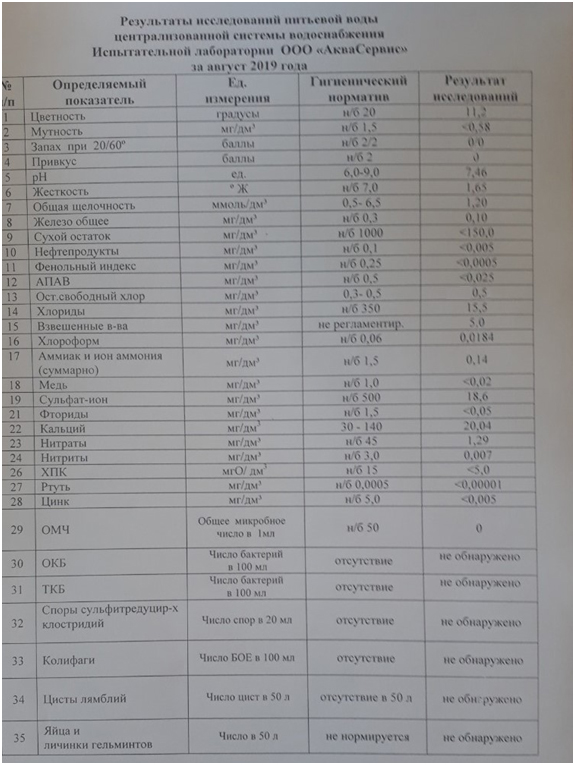 Результаты исследований питьевой воды
централизованной системы водоснабжения
Испытательной лаборатории ООО «АкваСервис»
за август 2019 года
№ п/п Определяемый показатель Ед. измерения Гигиенический норматив Результат исследований
1 Цветность градусы н/б 20 11,2
2 Мутность мг/дм³ н/б 1,5 <0,58
3 Запах при 20/60° баллы н/б 2/2 0/0
4 Привкус баллы н/б 2 0
5 рН ед. 6,0-9,0 7,46
6 Жесткость ° Ж н/б 7,0 1,65
7 Общая щелочность ммоль/дм³ 0,5- 6,5 1,20
8 Железо общее мг/дм³ н/б 0,3 0,10
9 Сухой остаток мг/дм³ н/б 1000 <150,0
10 Нефтепродукты мг/дм³ н/б 0,1 <0,005
11 Фенольный индекс мг/дм³ н/б 0,25 <0,0005
12 АПАВ мг/дм³ н/б 0,5 <0,025
13 Ост.свободный хлор мг/дм³ 0,3- 0,5 0,5
14 Хлориды мг/дм³ н/б 350 15,5
15 Взвешенные в-ва мг/дм³ не регламентир. 5,0
16 Хлороформ мг/дм³ н/б 0,06 0,0184
17 Аммиак и ион аммония (суммарно) мг/дм³ н/б 1,5 0,14
18 Медь мг/дм³ н/б 1,0 <0,02
19 Сульфат-ион мг/дм³ н/б 500 18,6
21 Фториды мг/дм³ н/б 1,5 <0,05
22 Кальций мг/дм³ 30 - 140 20,04
23 Нитраты мг/дм³ н/б 45 1,29
24 Нитриты мг/дм³ н/б 3,0 0,007
26 ХПК мгО/ дм³ н/б 15 <5,0
27 Ртуть мг/дм³ н/б 0,0005 <0,00001
28 Цинк мг/дм³ н/б 5,0 <0,005
29 ОМЧ Общее микробное число в 1мл н/б 50 0
30 ОКБ Число бактерий в 100 мл отсутствие не обнаружено
31 ТКБ Число бактерий в 100 мл отсутствие не обнаружено
32 Споры сульфитредуцир-х клостридий Число спор в 20 мл отсутствие не обнаружено
33 Колифаги Число БОЕ в 100 мл отсутствие не обнаружено
34 Цисты лямблий Число цист в 50 л отсутствие в 50 л не обнаружено
35 Яйца и личинки гельминтов Число в 50 л не нормируется не обнаружено